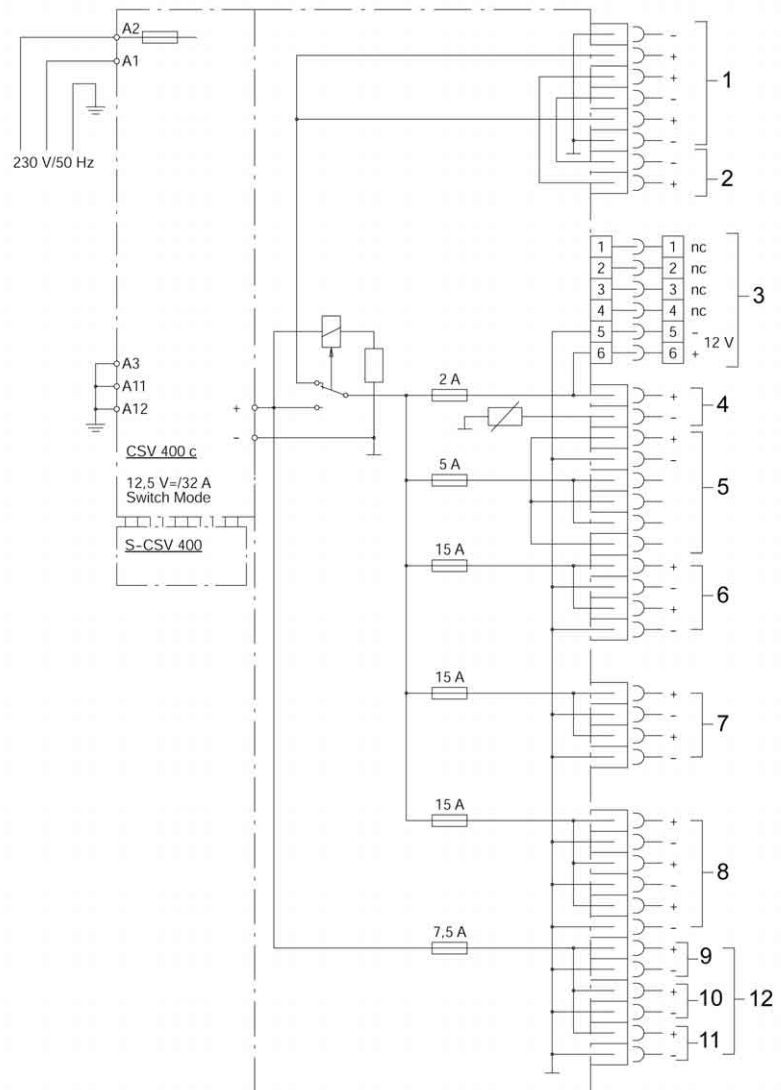 A2
A1
230 V/50 Hz
A3
A11
A12
+
-
CSV 400 c
12,5 V=/32 A
Switch Mode
S-CSV 400
2 A
5 A
15 A
15 A
15 A
7,5 A
-
+
+
-
+
-
1
-
+
2
1 1 nc
2 2 nc
3 3 nc
4 4 nc
5 5 -
12 V
6 6 +
3
+
-
4
+
-
5
+
-
+
-
6
+
-
+
-
7
+
-
+
-
+
-
8
+
-
9
+
-
10
+
-
11
12